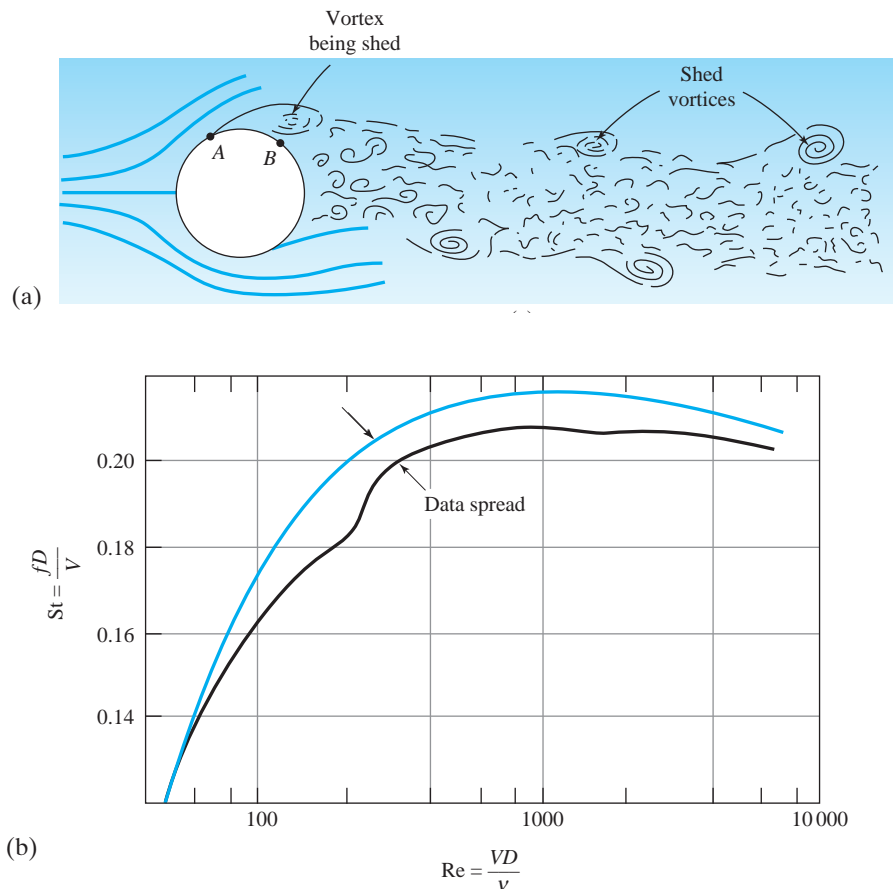 Vortex
being shed
Shed
vortices
A
B
(a)
0.20
0.18
0.16
0.14
St = fD
V
Data spread
100
1000
10 000
(b)
Re = VD
ν